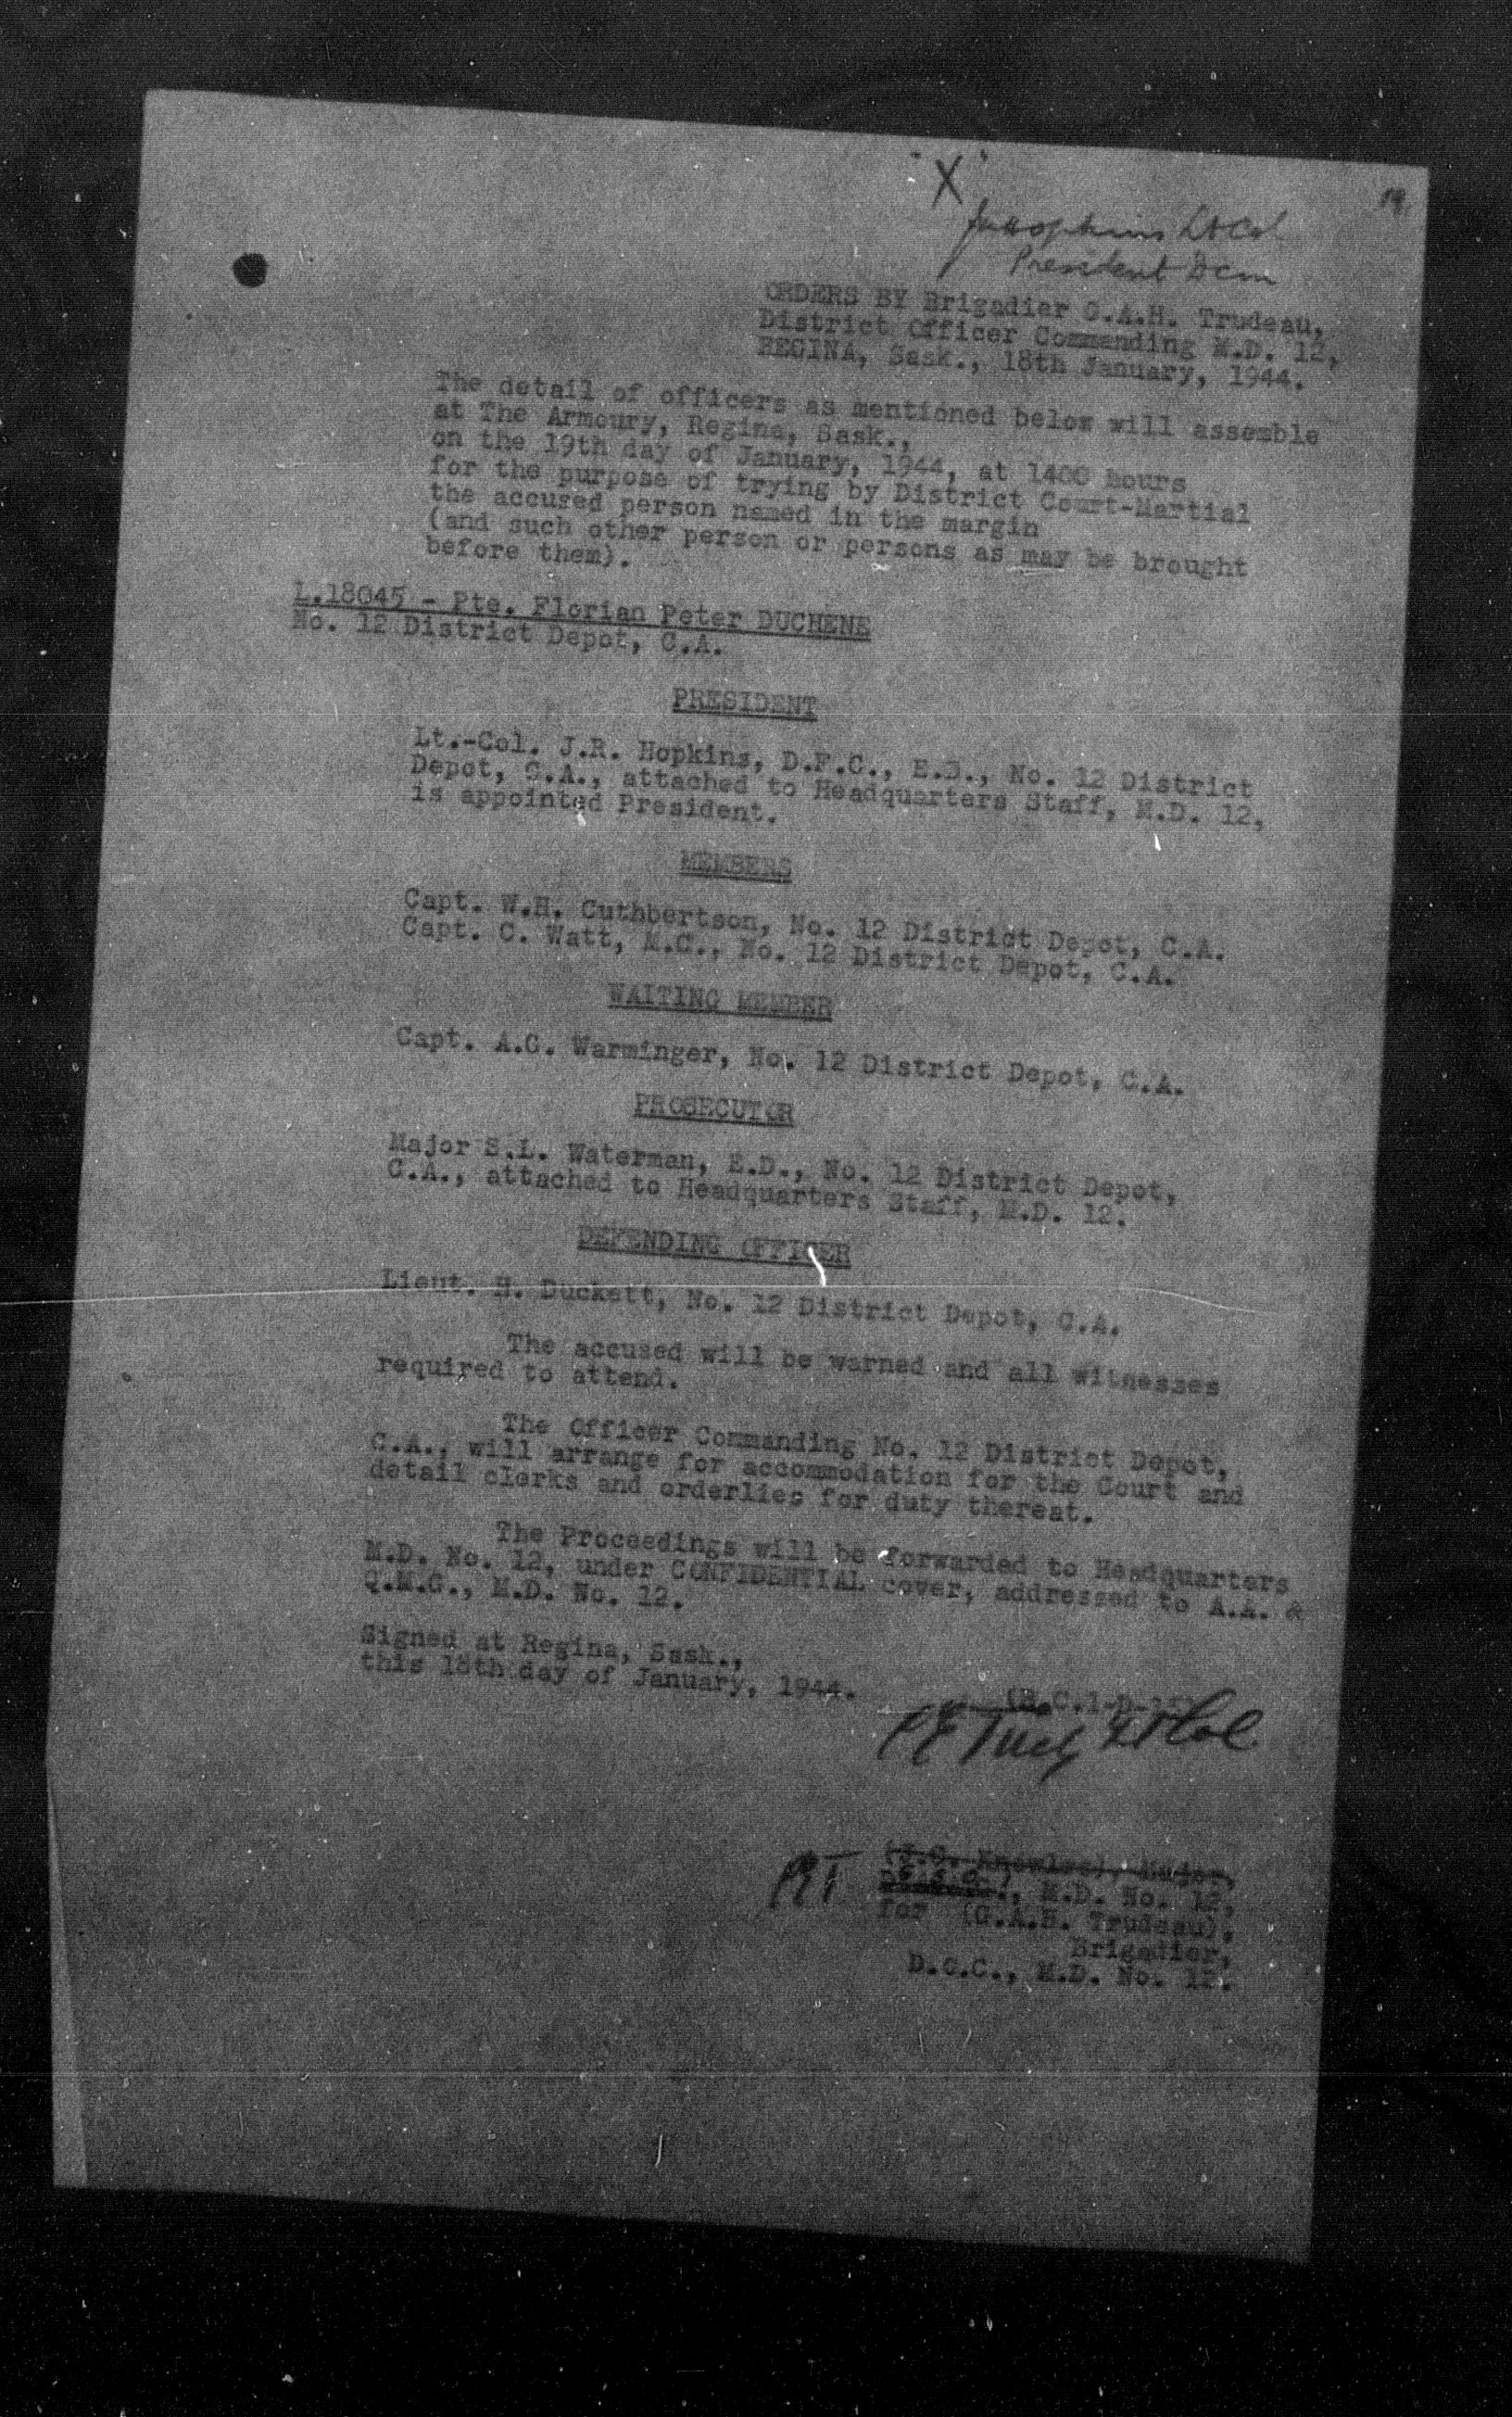 "X"
JRHopkins Lt Col
President DCM
19.
ORDERS BY Brigadier G.A.H. Trudeau,
District Officer Commanding M.D. 12,
REGINA, Sask., 18th January, 1944.
The detail of officers as mentioned below will assemble
at The Armoury, Regina, Sask.,
on the 19th day of January, 1944, at 1400 hours
for the purpose of trying by District Court-Martial
the accused person named in the margin
(and such other person or persons as may be brought
before them).
L.18045 - Pte. Florian Peter DUCHENE
No. 12 District Depot, C.A.
PRESIDENT
Lt.-Col. J.R. Hopkins, D.F.C., E.D., No. 12 District
Depot, C.A., attached to Headquarters Staff, M.D. 12,
is appointed President.
MEMBERS
Capt. W.H. Cuthbertson, No. 12 District Depot, C.A.
Capt. C. Watt, M.C., No. 12 District Depot, C.A.
WAITING MEMBER
Capt. A.G. Warminger, No. 12 District Depot, C.A.
PROSECUTOR
Major S.L. Waterman, E.D., No. 12 District Depot,
C.A., attached to Headquarters Staff, M.D. 12.
DEFENDING OFFICER
Lieut. H. Duckett, No. 12 District Depot, C.A.
The accused will be warned and all witnesses
required to attend.
The Officer Commanding No. 12 District Depot,
C.A., will arrange for accommodation for the Court and
detail clerks and orderlies for duty thereat.
The Proceedings will be forwarded to Headquarters
M.D. No. 12, under CONFIDENTIAL cover, addressed to A.A. &
Q.M.G., M.D. No. 12.
Signed at Regina, Sask.,
this 18th day of January, 1944.
Lt Col
(J.C. Knowles), Major,
M.D. No. 12,
for (G.A.H. Trudeau),
Brigadier,
D.O.C., M.D. No. 12.